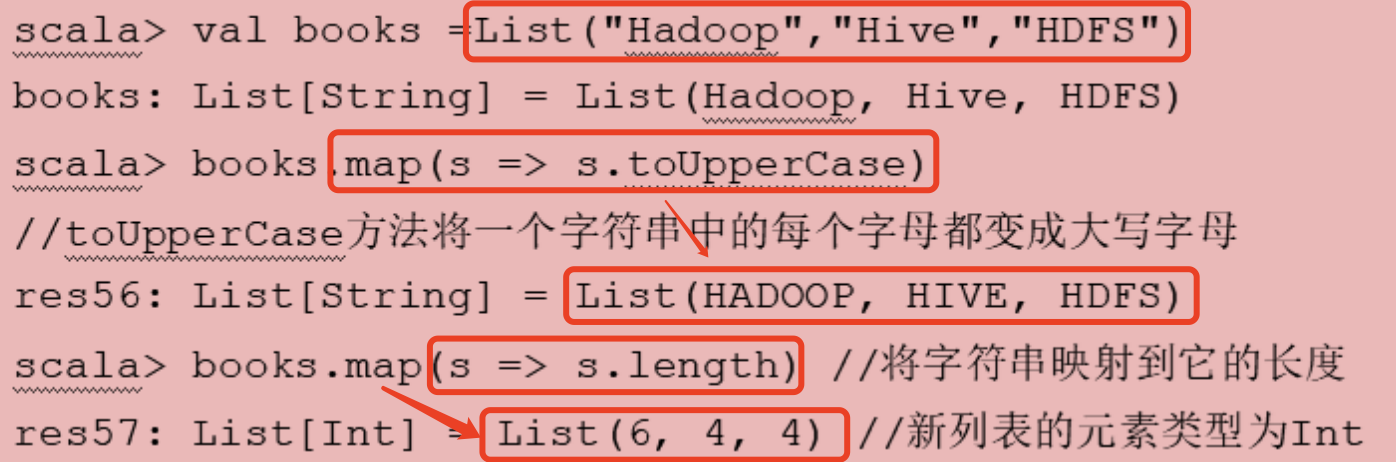 scala> val books =List("Hadoop","Hive","HDFS")
books: List[String] = List(Hadoop, Hive, HDFS)
scala> books.map(s => s.toUpperCase)
//toUpperCase方法将一个字符串中的每个字母都变成大写字母
res56: List[String] = List(HADOOP, HIVE, HDFS)
scala> books.map(s => s.length) //将字符串映射到它的长度
res57: List[Int] = List(6, 4, 4) //新列表的元素类型为Int